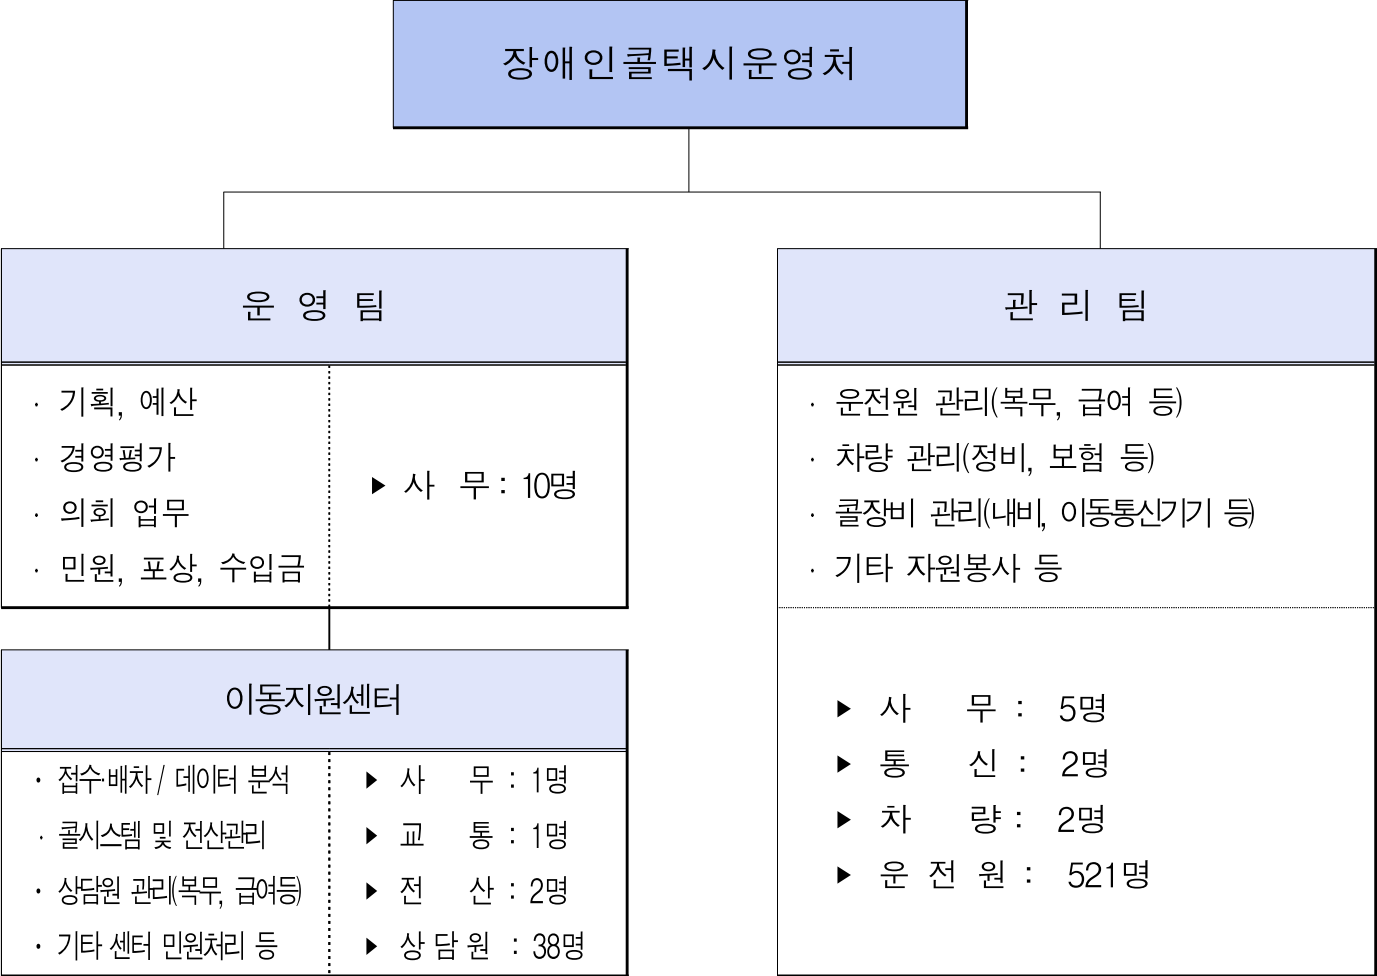 장애인콜택시운영처
운 영 팀
· 기획, 예산
· 경영평가
· 의회 업무
· 민원, 포상, 수입금
▶ 사 무 : 10명
이동지원센터
· 접수·배차 / 데이터 분석
· 콜시스템 및 전산관리
· 상담원 관리(복무, 급여등)
· 기타 센터 민원처리 등
▶ 사 무 : 1명
▶ 교 통 : 1명
▶ 전 산 : 2명
▶ 상 담 원 : 38명
관 리 팀
· 운전원 관리(복무, 급여 등)
· 차량 관리(정비, 보험 등)
· 콜장비 관리(내비, 이동통신기기 등)
· 기타 자원봉사 등
▶ 사 무 : 5명
▶ 통 신 : 2명
▶ 차 량 : 2명
▶ 운 전 원 : 521명